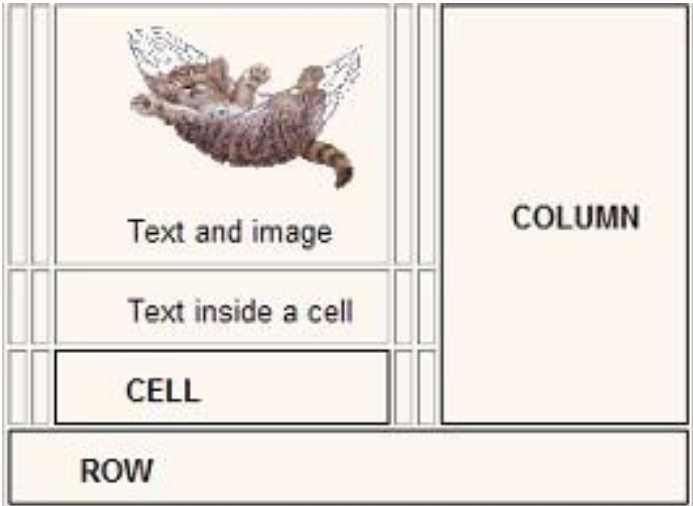 Text and image
COLUMN
Text inside a cell
CELL
ROW